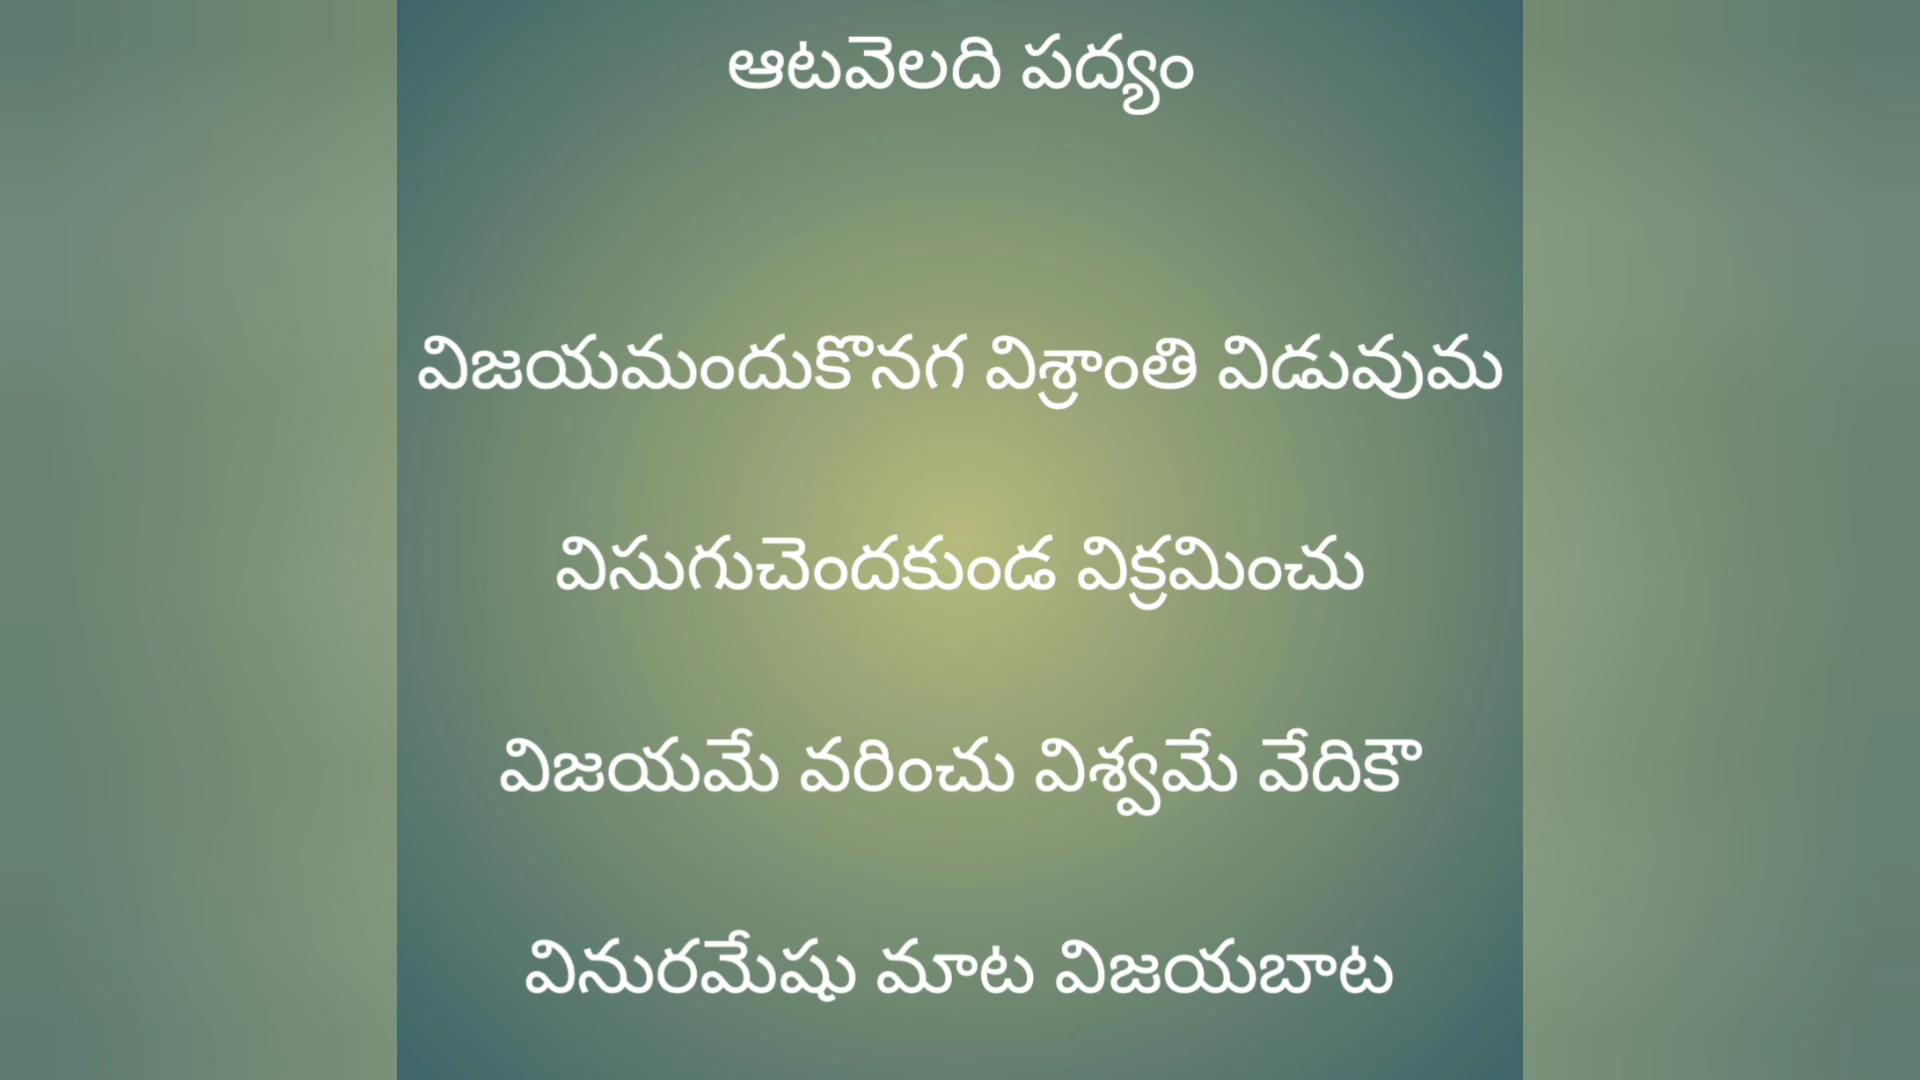 ఆటవెలది పద్యం
విజయమందుకొనగ విశ్రాంతి విడువుమ
విసుగుచెందకుండ విక్రమించు
విజయమే వరించు విశ్వమే వేదికౌ
వినురమేషు మాట విజయబాట